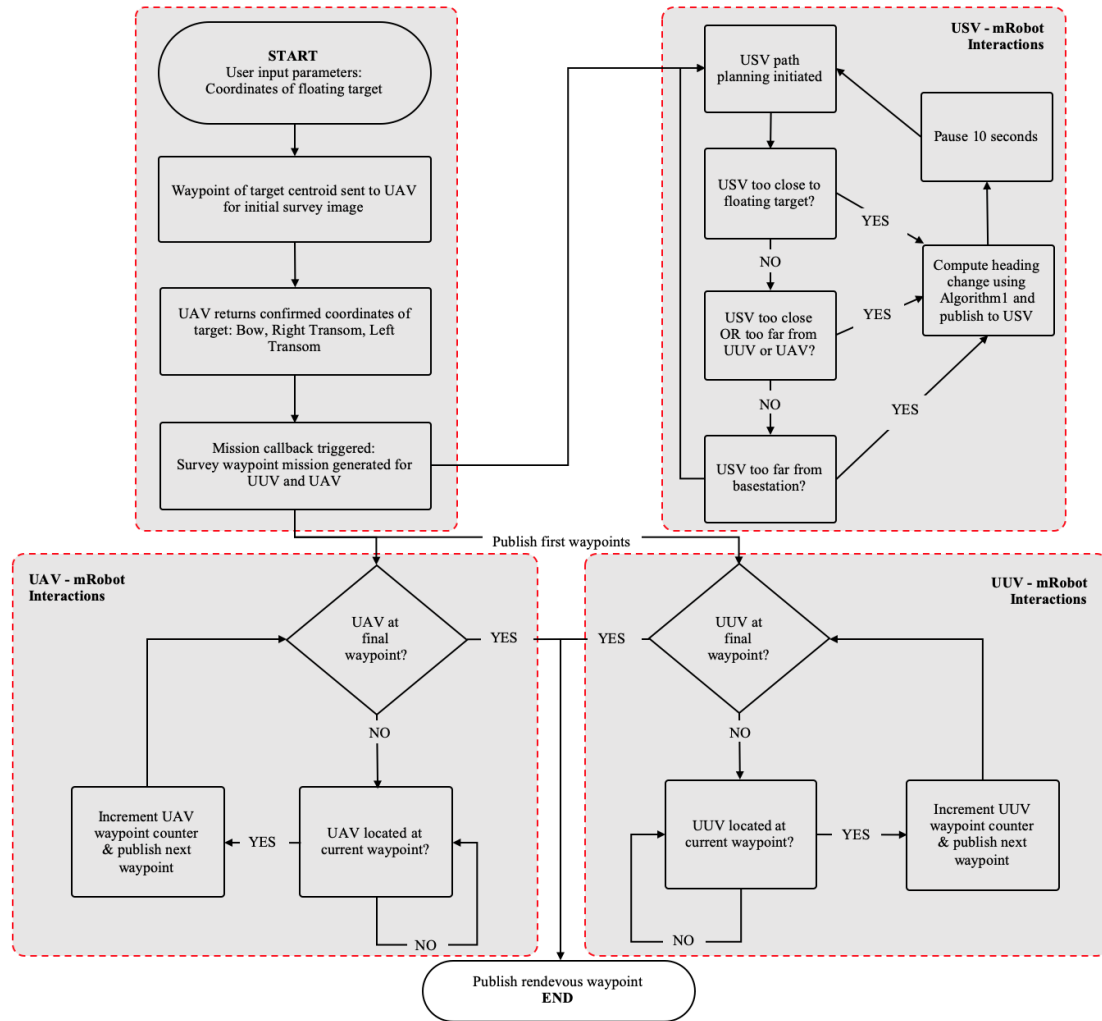 START
User input parameters:
Coordinates of floating target
Waypoint of target centroid sent to UAV
for initial survey image
UAV returns confirmed coordinates of
target: Bow, Right Transom, Left
Transom
Mission callback triggered:
Survey waypoint mission generated for
UUV and UAV
USV - mRobot
Interactions
USV path
planning initiated
Pause 10 seconds
USV too close to
floating target?
YES
NO
Compute heading
change using
Algorithm1 and
publish to USV
USV too close
OR too far from
UUV or UAV?
YES
NO
YES
USV too far from
basestation?
Publish first waypoints
UAV - mRobot
Interactions
UAV at
final
waypoint?
YES
NO
Increment UAV
waypoint counter
& publish next
waypoint
YES
UAV located at
current waypoint?
NO
UUV - mRobot
Interactions
YES
UUV at
final
waypoint?
NO
UUV located at
current waypoint?
YES
Increment UUV
waypoint counter
& publish next
waypoint
NO
Publish rendevous waypoint
END